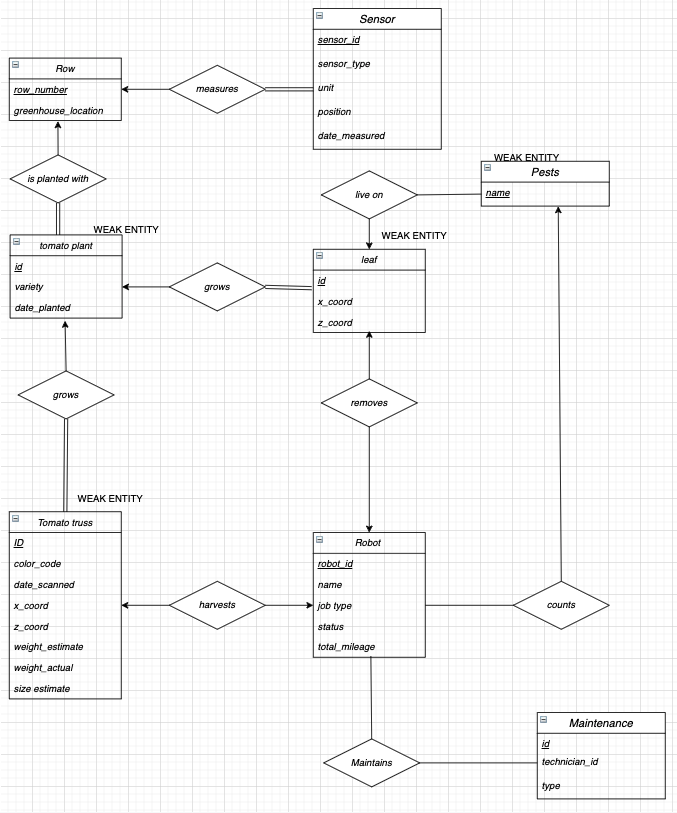 Sensor
sensor_id
sensor_type
unit
position
date_measured
Row
row_number
greenhouse_location
measures
is planted with
WEAK ENTITY
Pests
name
live on
WEAK ENTITY
tomato plant
id
variety
date_planted
WEAK ENTITY
leaf
id
x_coord
z_coord
grows
grows
removes
WEAK ENTITY
Tomato truss
ID
color_code
date_scanned
x_coord
z_coord
weight_estimate
weight_actual
size estimate
harvests
Robot
robot_id
name
job type
status
total_mileage
counts
Maintains
Maintenance
id
technician_id
type